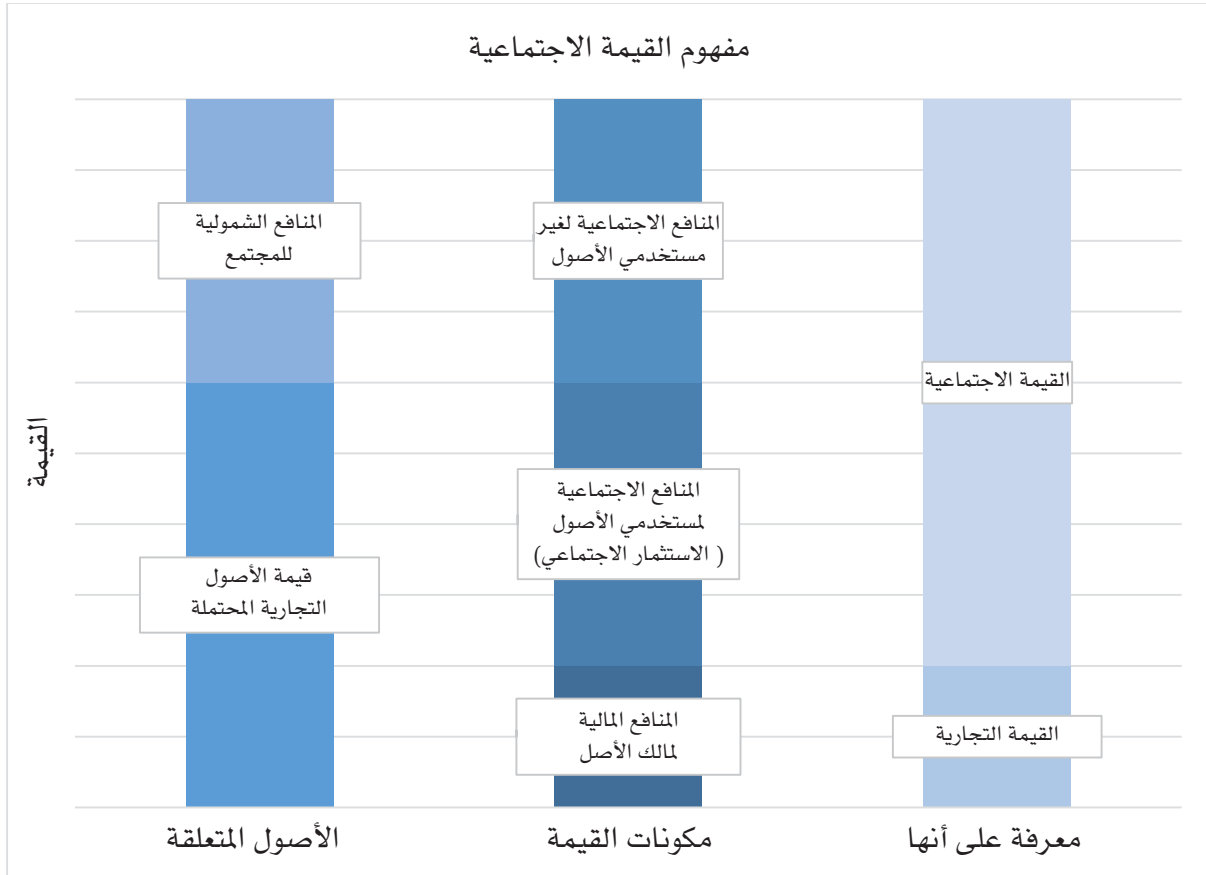 مفهوم القيمة الاجتماعية
القيمة
المنافع الشمولية
للمجتمع
المنافع الاجتماعية لغير
مستخدمي الأصول
القيمة الاجتماعية
المنافع الاجتماعية
لمستخدمي الأصول
( الاستثمار الاجتماعي)
قيمة الأصول
التجارية المحتملة
المنافع المالية
لمالك الأصل
القيمة التجارية
معرفة على أنها
مكونات القيمة
الأصول المتعلقة